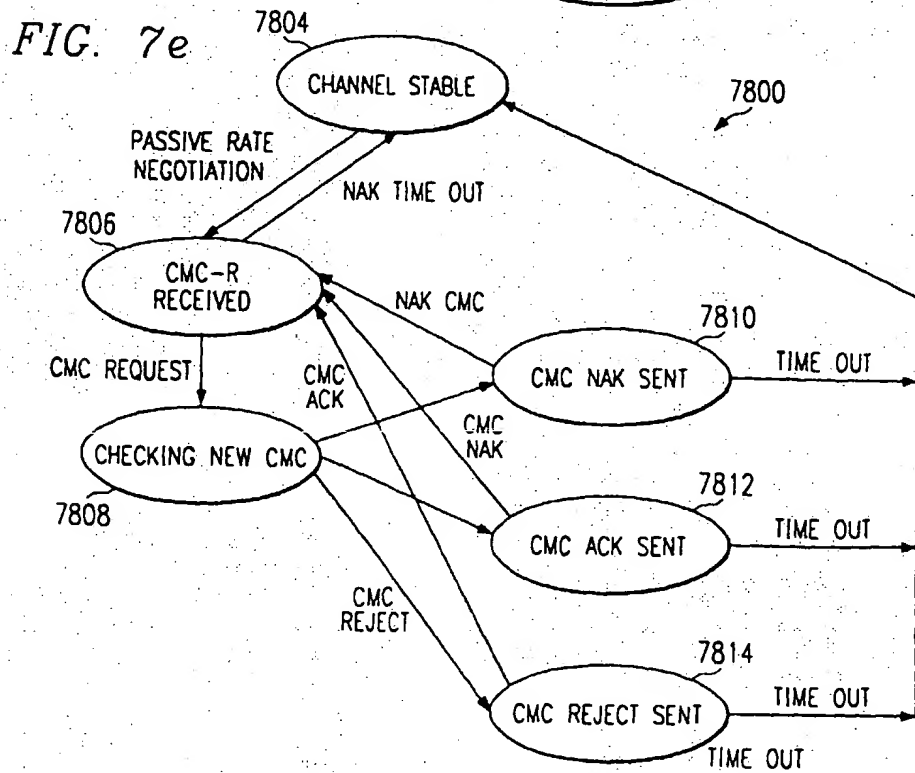 FIG. 7e
7804
CHANNEL STABLE
7800
PASSIVE RATE
NEGOTIATION
NAK TIME OUT
7806
CMC-R
RECEIVED
NAK CMC
7810
CMC REQUEST
CMC
ACK
CMC NAK SENT
TIME OUT
CMC
NAK
CHECKING NEW CMC
7808
7812
CMC ACK SENT
TIME OUT
CMC
REJECT
7814
CMC REJECT SENT
TIME OUT
TIME OUT